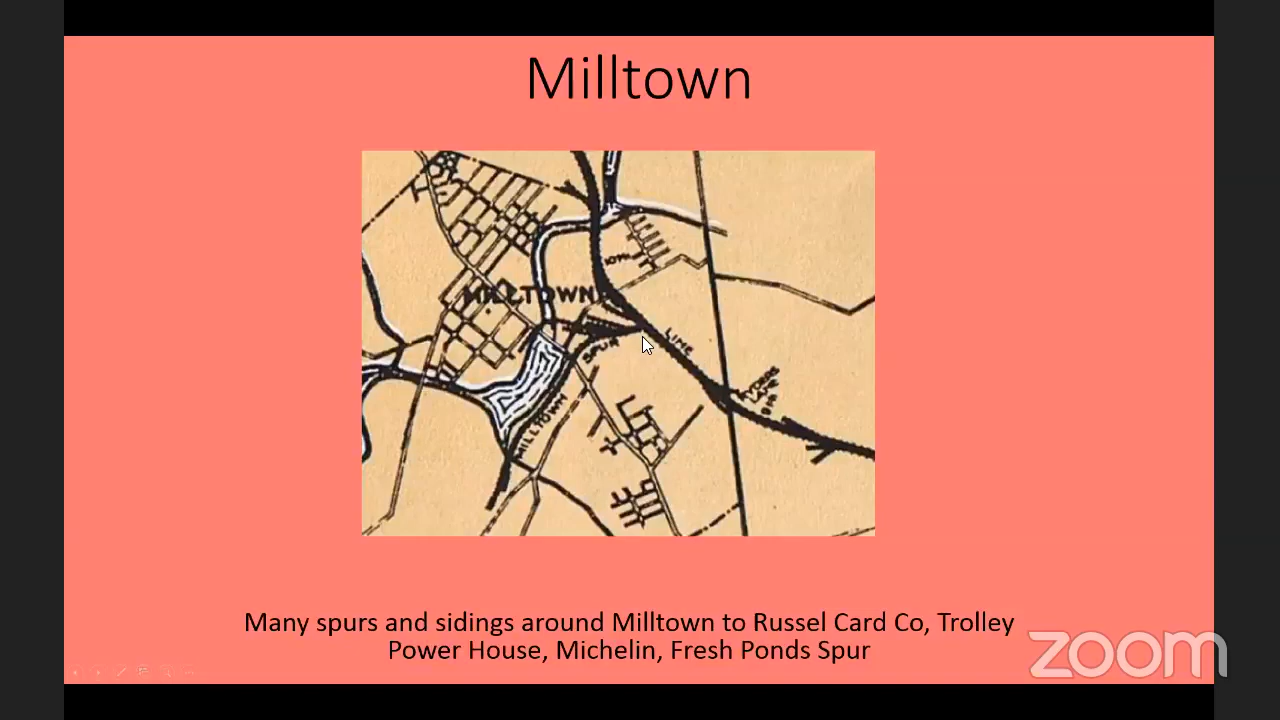 Milltown
MILLTOWN
SPUR
LINE
MILLTOWN
Many spurs and sidings around Milltown to Russel Card Co, Trolley
Power House, Michelin, Fresh Ponds Spur
zoom